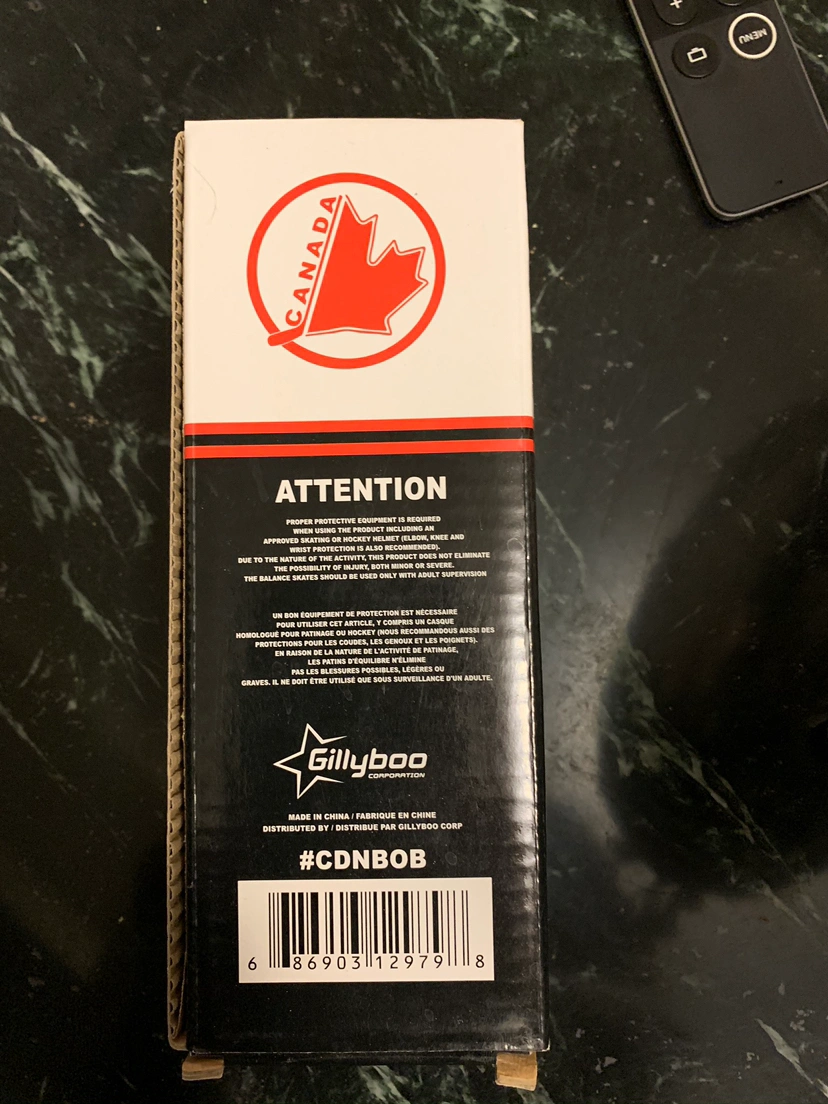 MENU
CANADA
ATTENTION
PROPER PROTECTIVE EQUIPMENT IS REQUIRED
WHEN USING THE PRODUCT INCLUDING AN
APPROVED SKATING OR HOCKEY HELMET (ELBOW, KNEE AND
WRIST PROTECTION IS ALSO RECOMMENDED).
DUE TO THE NATURE OF THE ACTIVITY, THIS PRODUCT DOES NOT ELIMINATE
THE POSSIBILITY OF INJURY, BOTH MINOR OR SEVERE.
THE BALANCE SKATES SHOULD BE USED ONLY WITH ADULT SUPERVISION
UN BON ÉQUIPEMENT DE PROTECTION EST NÉCESSAIRE
POUR UTILISER CET ARTICLE, Y COMPRIS UN CASQUE
HOMOLOGUÉ POUR PATINAGE OU HOCKEY (NOUS RECOMMANDOUS AUSSI DES
PROTECTIONS POUR LES COUDES, LES GENOUX ET LES POIGNETS).
EN RAISON DE LA NATURE DE L'ACTIVITÉ DE PATINAGE,
LES PATINS D'ÉQUILIBRE N'ÉLIMINE
PAS LES BLESSURES POSSIBLES, LÉGÈRES OU
GRAVES. IL NE DOIT ÊTRE UTILISÉ QUE SOUS SURVEILLANCE D'UN ADULTE.
Gillyboo
CORPORATION
MADE IN CHINA / FABRIQUE EN CHINE
DISTRIBUTED BY / DISTRIBUE PAR GILLYBOO CORP
#CDNBOB
6 86903 12979 8